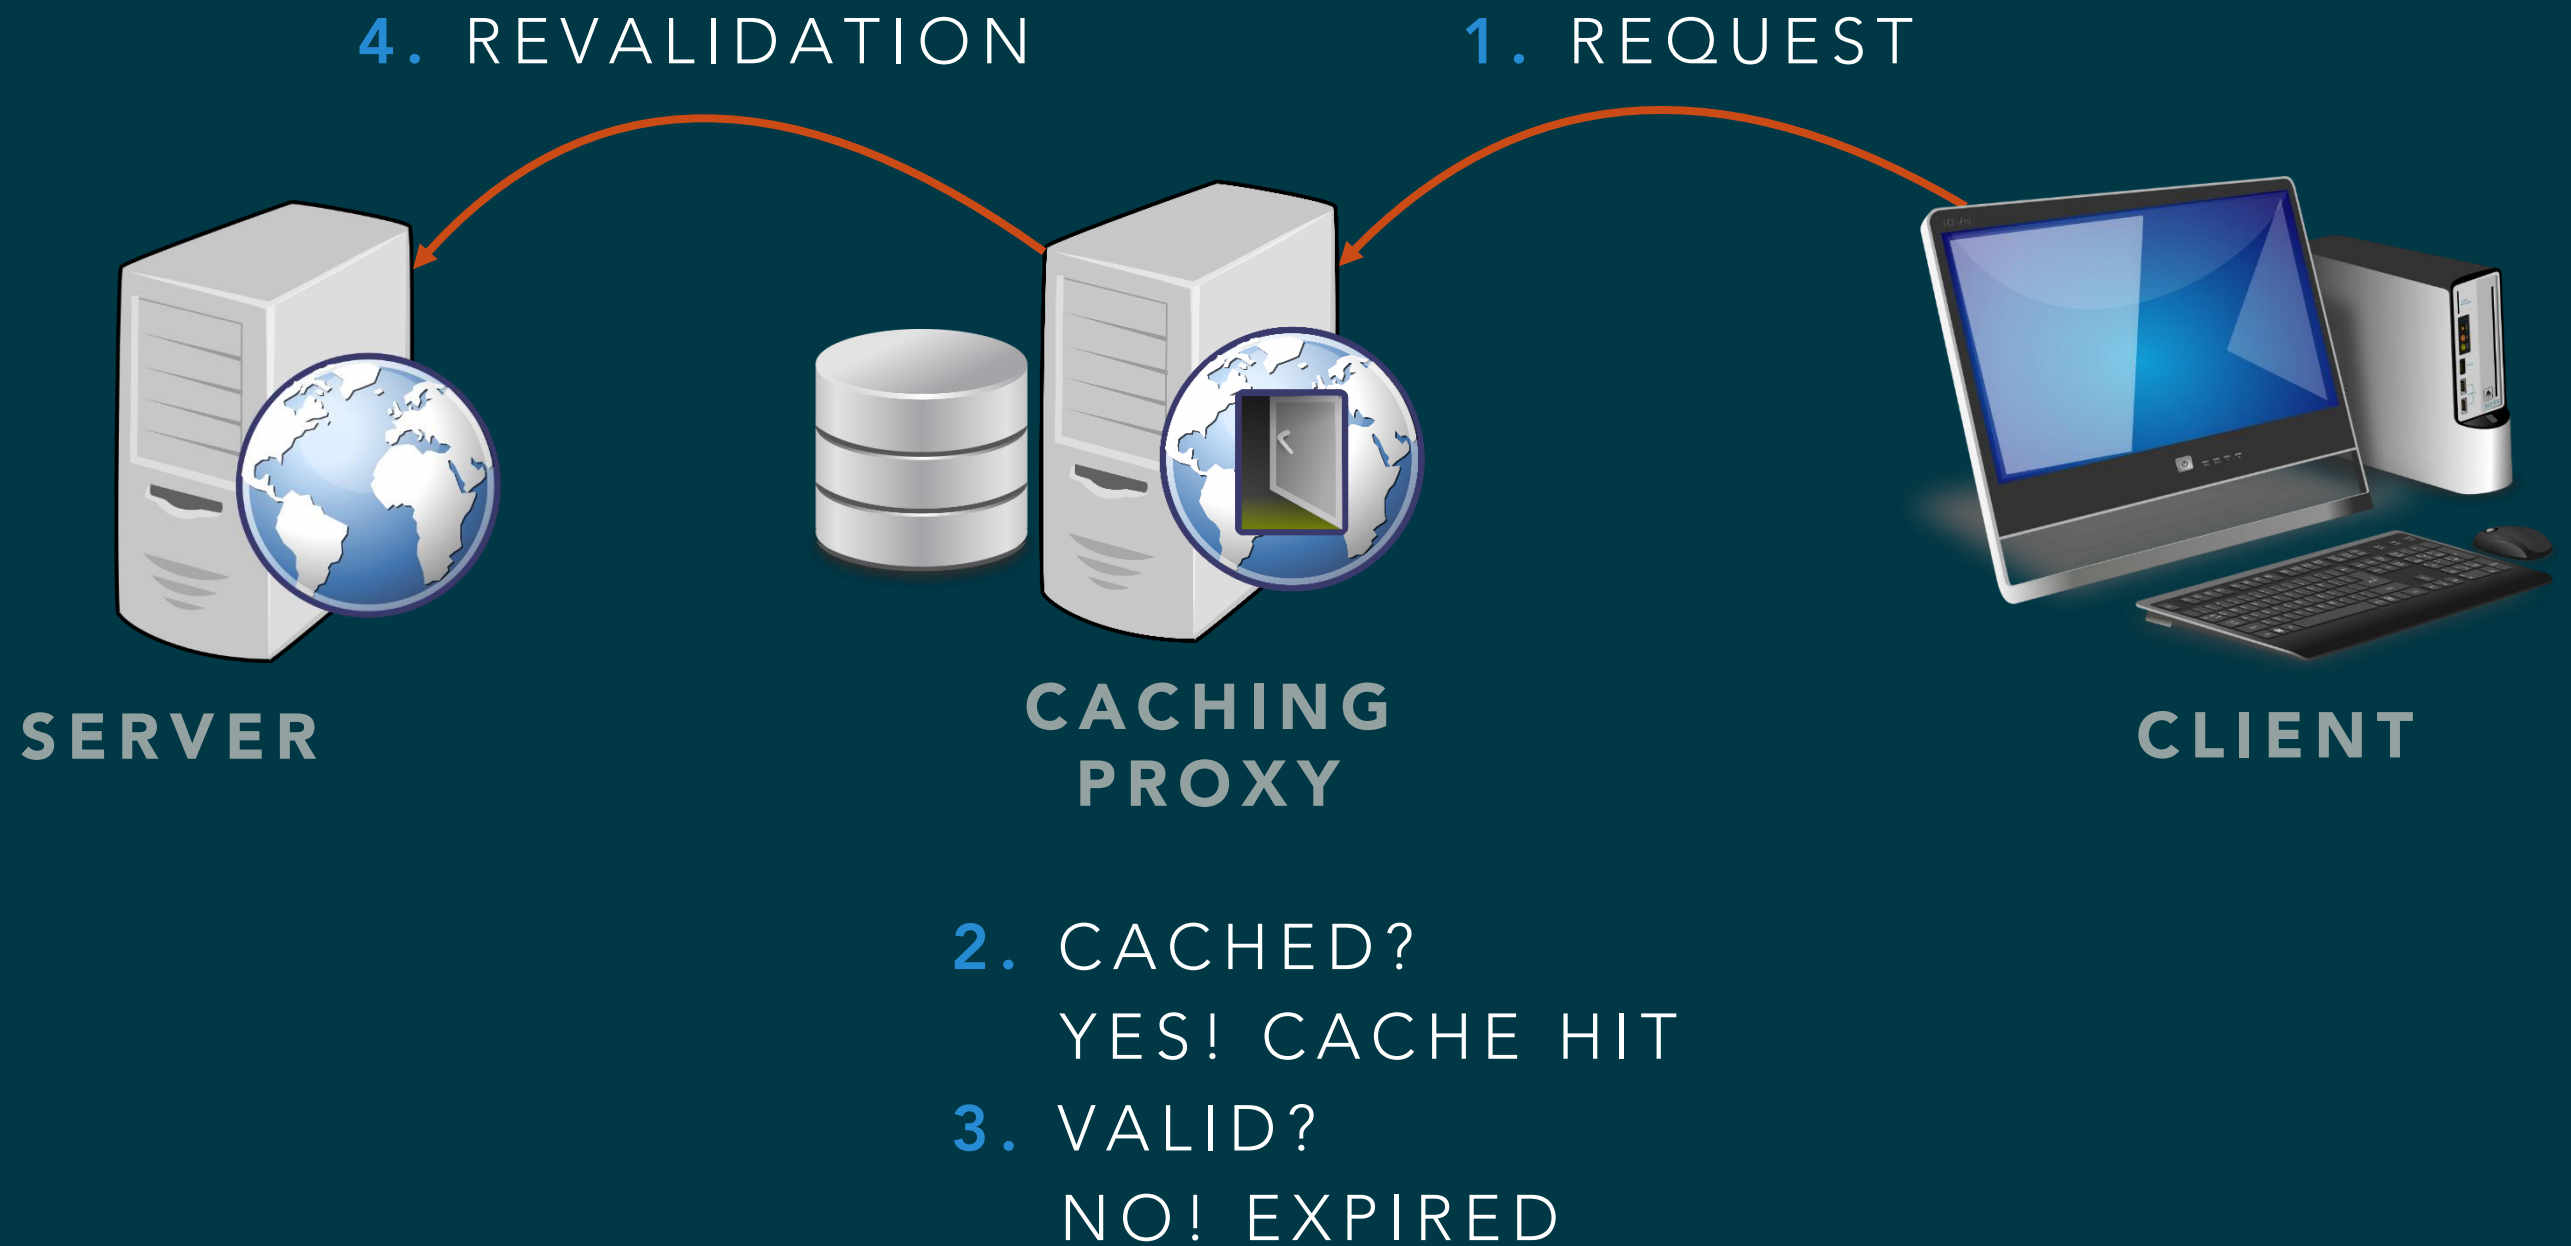 4. REVALIDATION
1. REQUEST
SERVER
CACHING
PROXY
CLIENT
2. CACHED?
YES! CACHE HIT
3. VALID?
NO! EXPIRED